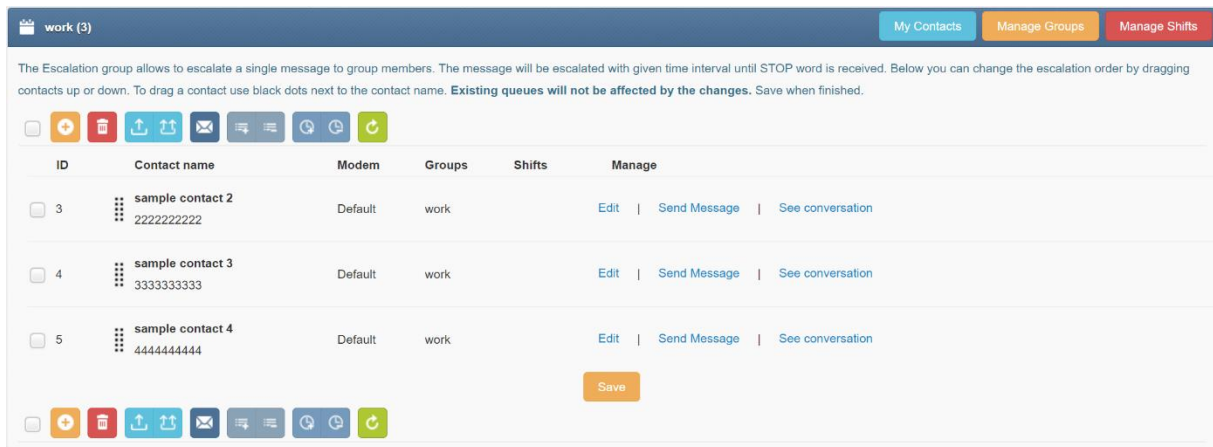 work (3)
My Contacts
Manage Groups
Manage Shifts
The Escalation group allows to escalate a single message to group members. The message will be escalated with given time interval until STOP word is received. Below you can change the escalation order by dragging
contacts up or down. To drag a contact use black dots next to the contact name. Existing queues will not be affected by the changes. Save when finished.
ID Contact name Modem Groups Shifts Manage
3 sample contact 2 Default work Edit | Send Message | See conversation
2222222222
4 sample contact 3 Default work Edit | Send Message | See conversation
3333333333
5 sample contact 4 Default work Edit | Send Message | See conversation
4444444444
Save